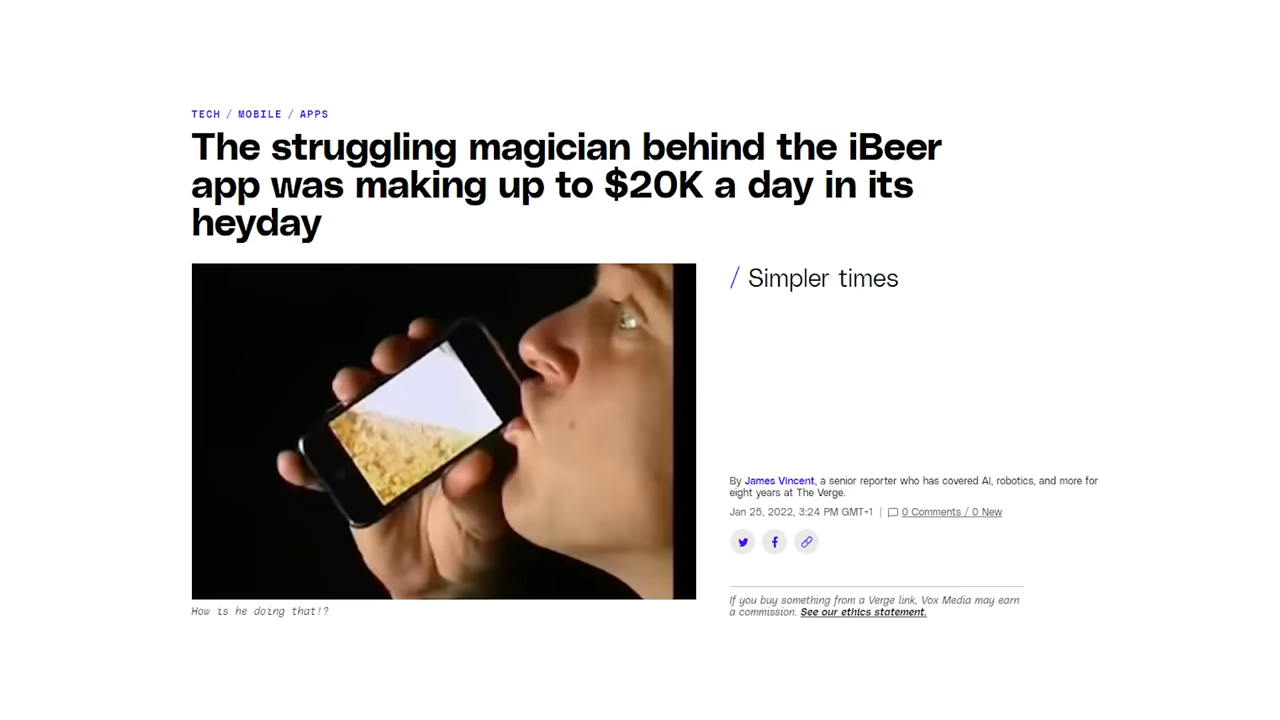 TECH / MOBILE / APPS
The struggling magician behind the iBeer
app was making up to $20K a day in its
heyday
/ Simpler times
By James Vincent, a senior reporter who has covered AI, robotics, and more for
eight years at The Verge.
Jan 25, 2022, 3:24 PM GMT+1 | 0 Comments / 0 New
If you buy something from a Verge link, Vox Media may earn
a commission. See our ethics statement.
How is he doing that!?